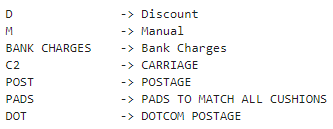 D -> Discount
M -> Manual
BANK CHARGES -> Bank Charges
C2 -> CARRIAGE
POST -> POSTAGE
PADS -> PADS TO MATCH ALL CUSHIONS
DOT -> DOTCOM POSTAGE